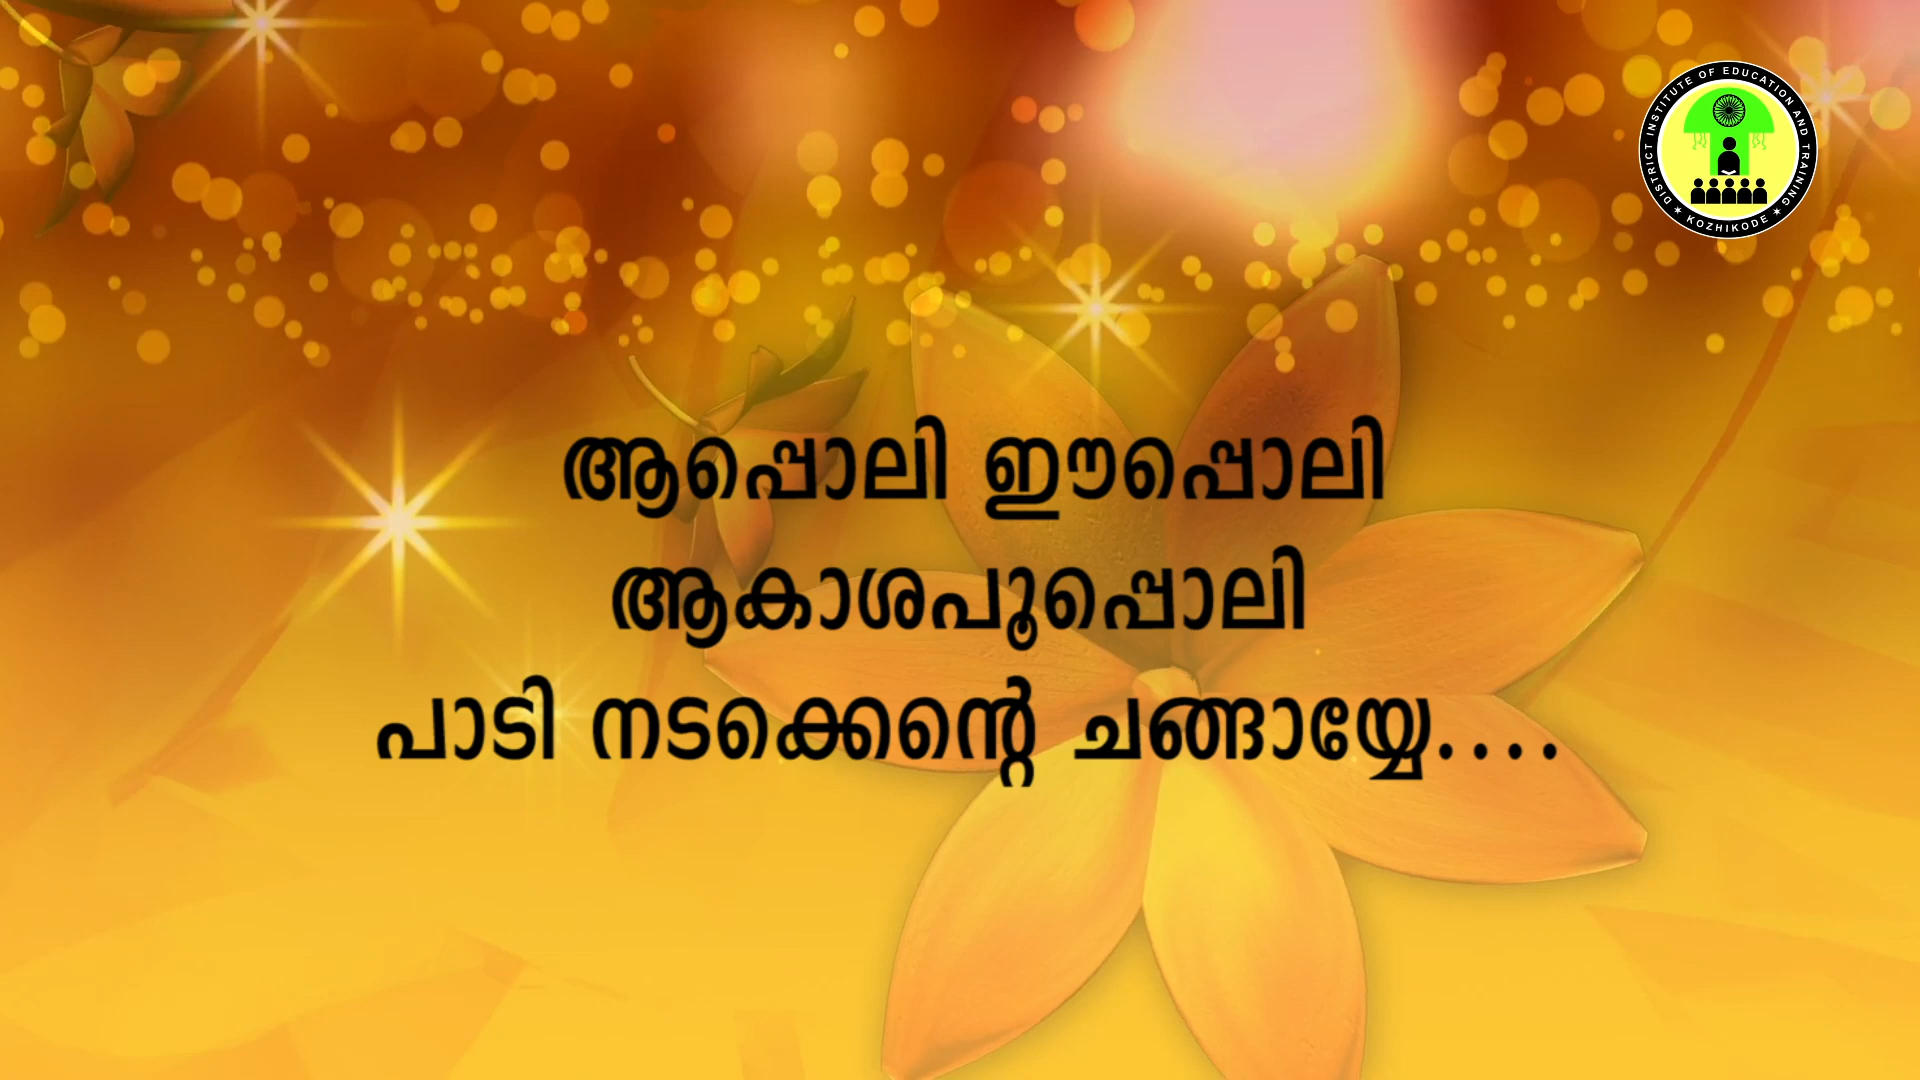 ആപ്പൊലി ഈപ്പൊലി
ആകാശപൂപ്പൊലി
പാടി നടക്കെന്റെ ചങ്ങായ്യേ....
DISTRICT INSTITUTE OF EDUCATION AND TRAINING
KOZHIKODE